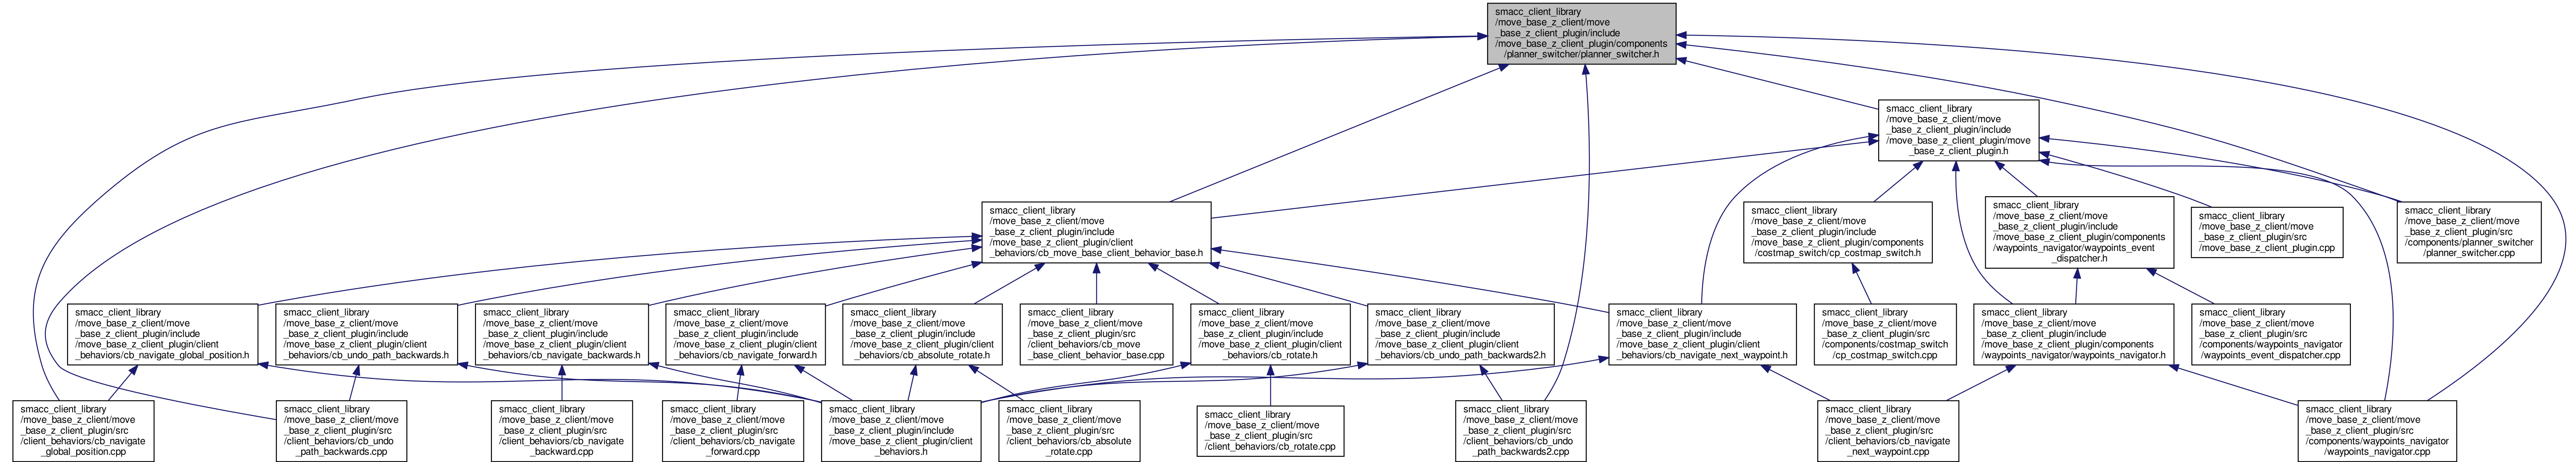 smacc_client_library
/move_base_z_client/move
_base_z_client_plugin/include
/move_base_z_client_plugin/components
/planner_switcher/planner_switcher.h
smacc_client_library
/move_base_z_client/move
_base_z_client_plugin/include
/move_base_z_client_plugin/move
_base_z_client_plugin.h
smacc_client_library
/move_base_z_client/move
_base_z_client_plugin/include
/move_base_z_client_plugin/client
_behaviors/cb_move_base_client_behavior_base.h
smacc_client_library
/move_base_z_client/move
_base_z_client_plugin/include
/move_base_z_client_plugin/components
/costmap_switch/cp_costmap_switch.h
smacc_client_library
/move_base_z_client/move
_base_z_client_plugin/include
/move_base_z_client_plugin/components
/waypoints_navigator/waypoints_event
_dispatcher.h
smacc_client_library
/move_base_z_client/move
_base_z_client_plugin/src
/move_base_z_client_plugin.cpp
smacc_client_library
/move_base_z_client/move
_base_z_client_plugin/src
/components/planner_switcher
/planner_switcher.cpp
smacc_client_library
/move_base_z_client/move
_base_z_client_plugin/include
/move_base_z_client_plugin/client
_behaviors/cb_navigate_global_position.h
smacc_client_library
/move_base_z_client/move
_base_z_client_plugin/include
/move_base_z_client_plugin/client
_behaviors/cb_undo_path_backwards.h
smacc_client_library
/move_base_z_client/move
_base_z_client_plugin/include
/move_base_z_client_plugin/client
_behaviors/cb_navigate_backwards.h
smacc_client_library
/move_base_z_client/move
_base_z_client_plugin/include
/move_base_z_client_plugin/client
_behaviors/cb_navigate_forward.h
smacc_client_library
/move_base_z_client/move
_base_z_client_plugin/include
/move_base_z_client_plugin/client
_behaviors/cb_absolute_rotate.h
smacc_client_library
/move_base_z_client/move
_base_z_client_plugin/src
/client_behaviors/cb_move
_base_client_behavior_base.cpp
smacc_client_library
/move_base_z_client/move
_base_z_client_plugin/include
/move_base_z_client_plugin/client
_behaviors/cb_rotate.h
smacc_client_library
/move_base_z_client/move
_base_z_client_plugin/include
/move_base_z_client_plugin/client
_behaviors/cb_undo_path_backwards2.h
smacc_client_library
/move_base_z_client/move
_base_z_client_plugin/include
/move_base_z_client_plugin/client
_behaviors/cb_navigate_next_waypoint.h
smacc_client_library
/move_base_z_client/move
_base_z_client_plugin/src
/components/costmap_switch
/cp_costmap_switch.cpp
smacc_client_library
/move_base_z_client/move
_base_z_client_plugin/include
/move_base_z_client_plugin/components
/waypoints_navigator/waypoints_navigator.h
smacc_client_library
/move_base_z_client/move
_base_z_client_plugin/src
/components/waypoints_navigator
/waypoints_event_dispatcher.cpp
smacc_client_library
/move_base_z_client/move
_base_z_client_plugin/src
/client_behaviors/cb_navigate
_global_position.cpp
smacc_client_library
/move_base_z_client/move
_base_z_client_plugin/src
/client_behaviors/cb_undo
_path_backwards.cpp
smacc_client_library
/move_base_z_client/move
_base_z_client_plugin/src
/client_behaviors/cb_navigate
_backward.cpp
smacc_client_library
/move_base_z_client/move
_base_z_client_plugin/src
/client_behaviors/cb_navigate
_forward.cpp
smacc_client_library
/move_base_z_client/move
_base_z_client_plugin/include
/move_base_z_client_plugin/client
_behaviors.h
smacc_client_library
/move_base_z_client/move
_base_z_client_plugin/src
/client_behaviors/cb_absolute
_rotate.cpp
smacc_client_library
/move_base_z_client/move
_base_z_client_plugin/src
/client_behaviors/cb_rotate.cpp
smacc_client_library
/move_base_z_client/move
_base_z_client_plugin/src
/client_behaviors/cb_undo
_path_backwards2.cpp
smacc_client_library
/move_base_z_client/move
_base_z_client_plugin/src
/client_behaviors/cb_navigate
_next_waypoint.cpp
smacc_client_library
/move_base_z_client/move
_base_z_client_plugin/src
/components/waypoints_navigator
/waypoints_navigator.cpp